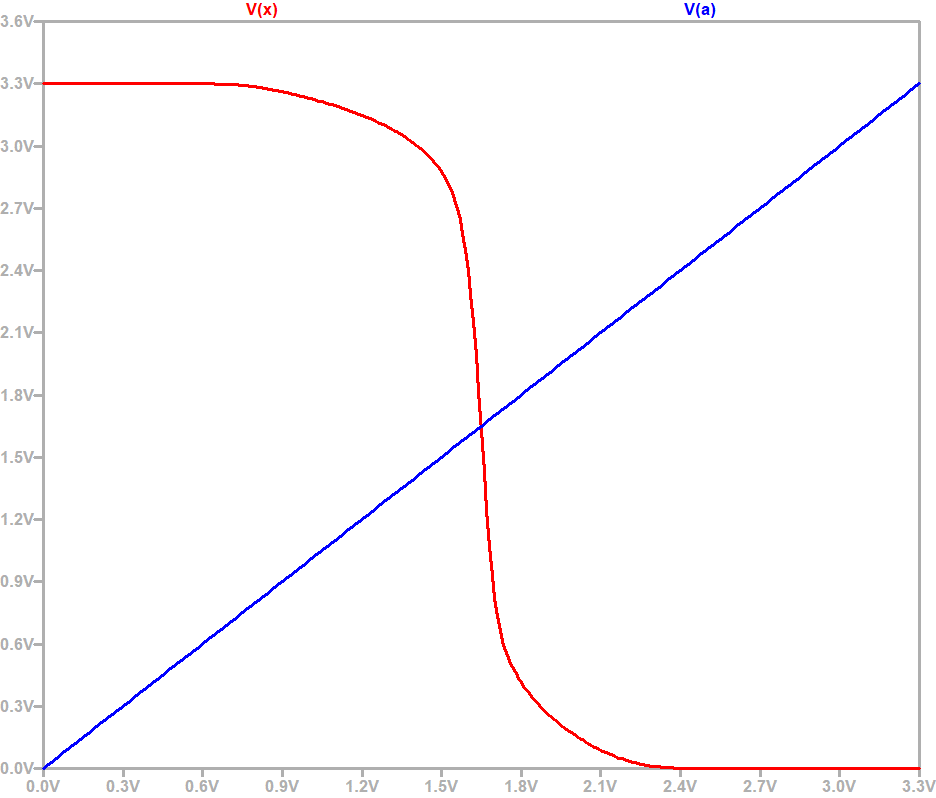 V(x) V(a)
3.6V
3.3V
3.0V
2.7V
2.4V
2.1V
1.8V
1.5V
1.2V
0.9V
0.6V
0.3V
0.0V
0.0V 0.3V 0.6V 0.9V 1.2V 1.5V 1.8V 2.1V 2.4V 2.7V 3.0V 3.3V